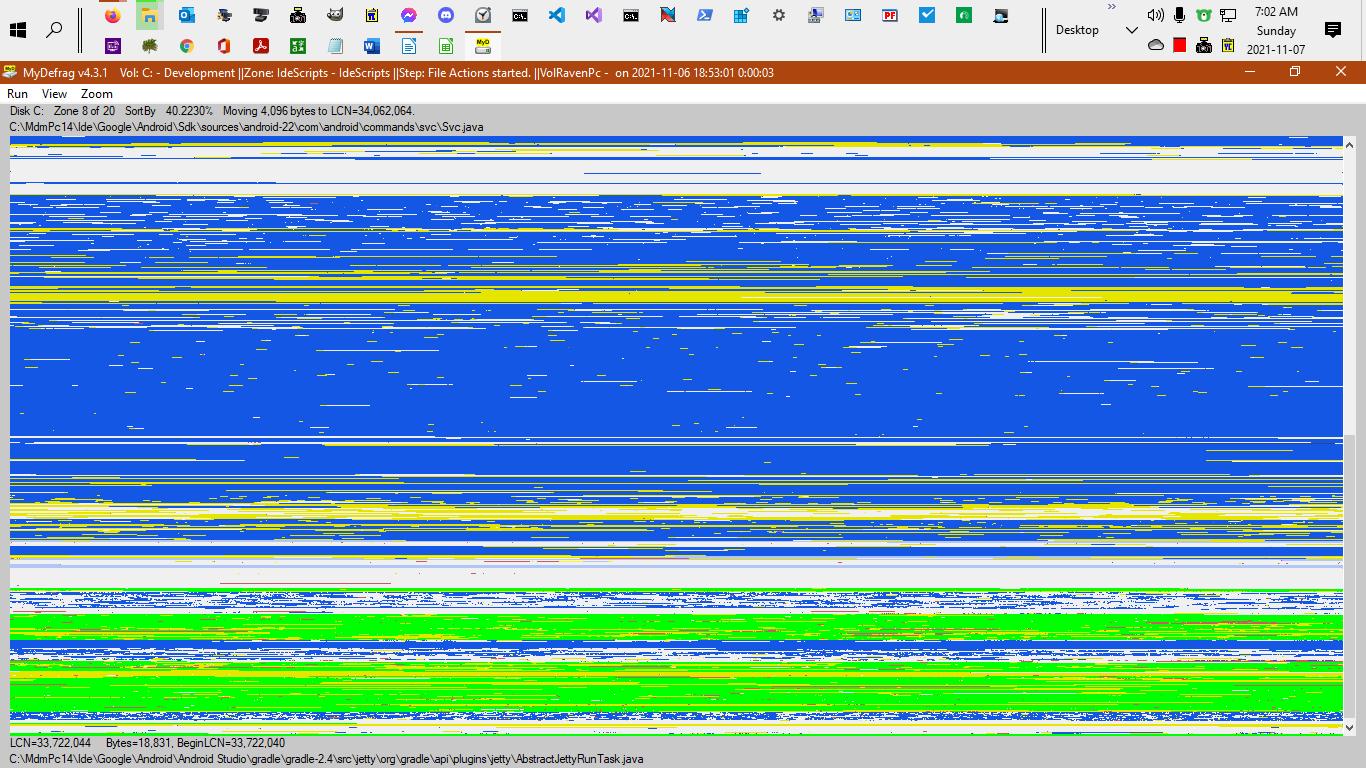 7:02 AM
Desktop
Sunday
2021-11-07
MyDefrag v4.3.1 Vol: C: - Development ||Zone: IdeScripts - IdeScripts ||Step: File Actions started. ||VolRavenPc - on 2021-11-06 18:53:01 0:00:03
Run View Zoom
Disk C: Zone 8 of 20 SortBy 40.2230% Moving 4,096 bytes to LCN=34,062,064.
C:\MdmPc14\Ide\Google\Android\Sdk\sources\android-22\com\android\commands\svc\Svc.java
LCN=33,722,044 Bytes=18,831, BeginLCN=33,722,040
C:\MdmPc14\Ide\Google\Android\Android Studio\gradle\gradle-2.4\src\jetty\org\gradle\api\plugins\jetty\AbstractJettyRunTask.java